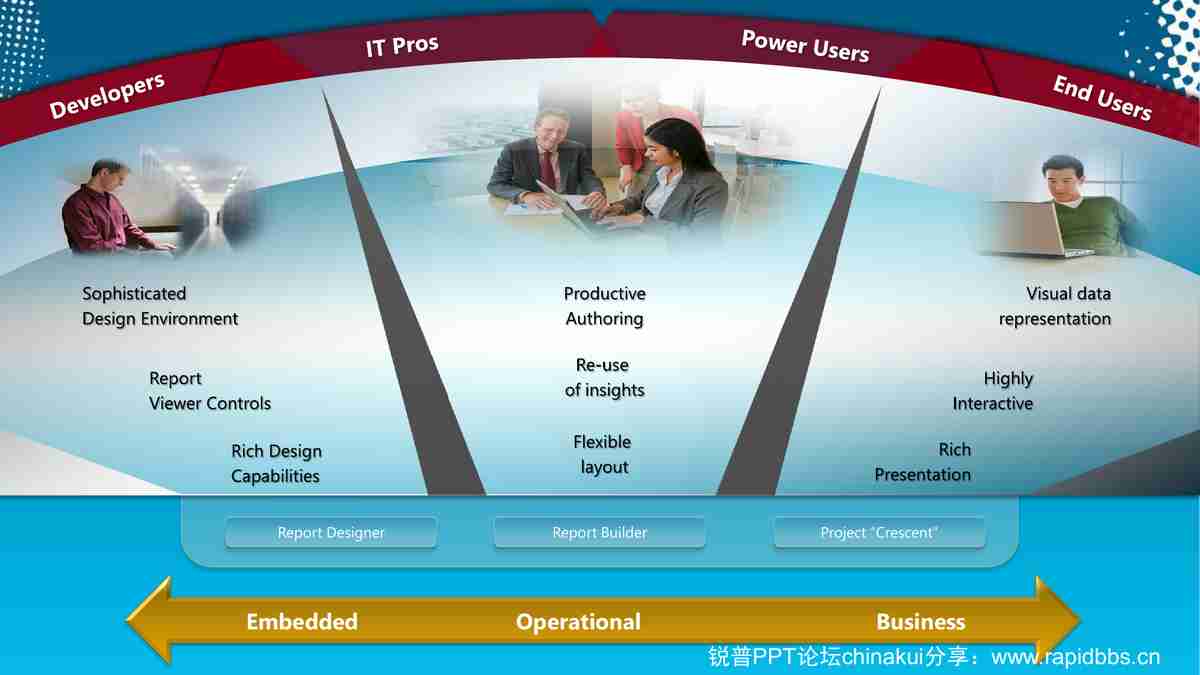 Developers
IT Pros
Power Users
End Users
Sophisticated
Design Environment
Report
Viewer Controls
Rich Design
Capabilities
Productive
Authoring
Re-use
of insights
Flexible
layout
Visual data
representation
Highly
Interactive
Rich
Presentation
Report Designer
Report Builder
Project "Crescent"
Embedded
Operational
Business
锐普PPT论坛chinakui分享：www.rapidbbs.cn